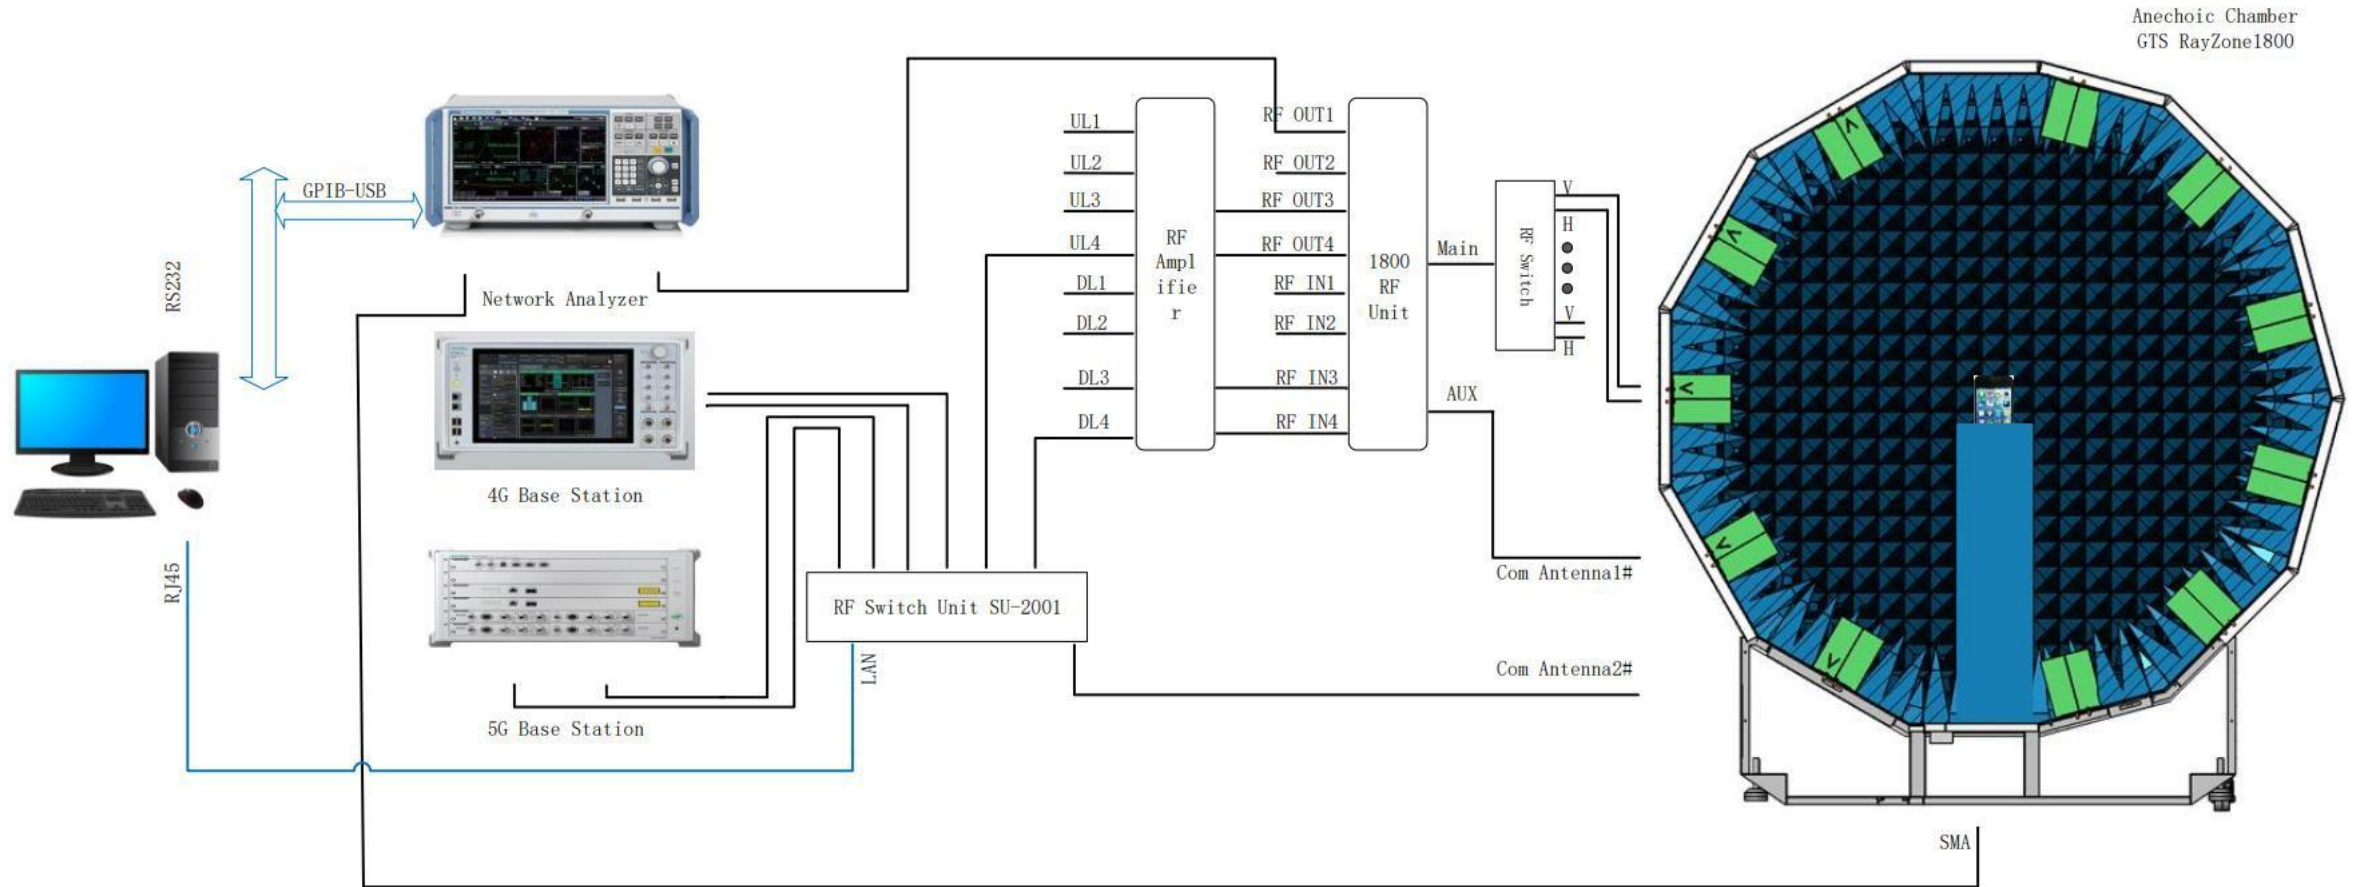 Anechoic Chamber
GTS RayZone1800
GPIB-USB
RS232
Network Analyzer
4G Base Station
5G Base Station
RJ45
LAN
RF Switch Unit SU-2001
UL1
UL2
UL3
UL4
DL1
DL2
DL3
DL4
RF
Ampl
ifie
r
RF OUT1
RF OUT2
RF OUT3
RF OUT4
RF IN1
RF IN2
RF IN3
RF IN4
1800
RF
Unit
Main
AUX
RF Switch
V
H
V
H
Com Antenna1#
Com Antenna2#
V
V
V
V
V
SMA